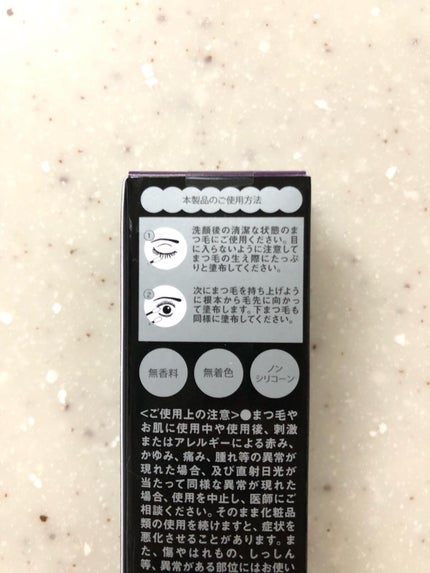 本製品のご使用方法
①
洗顔後の清潔な状態のま
つ毛にご使用ください。目
に入らないように注意して
まつ毛の生え際にたっぷ
りと塗布してください。
②
次にまつ毛を持ち上げよう
に根本から毛先に向かっ
て塗布します。下まつ毛も
同様に塗布してください。
無香料
無着色
ノン
シリコーン
<ご使用上の注意>●まつ毛や
お肌に使用中や使用後、刺激
またはアレルギーによる赤み、
かゆみ、痛み、腫れ等の異常が
現れた場合、及び直射日光が
当たって同様な異常が現れた
場合、使用を中止し、医師にご
相談ください。そのまま化粧品
類の使用を続けますと、症状を
悪化させることがあります。ま
た、傷やはれもの、しっしん
等、異常がある部位にはお使い